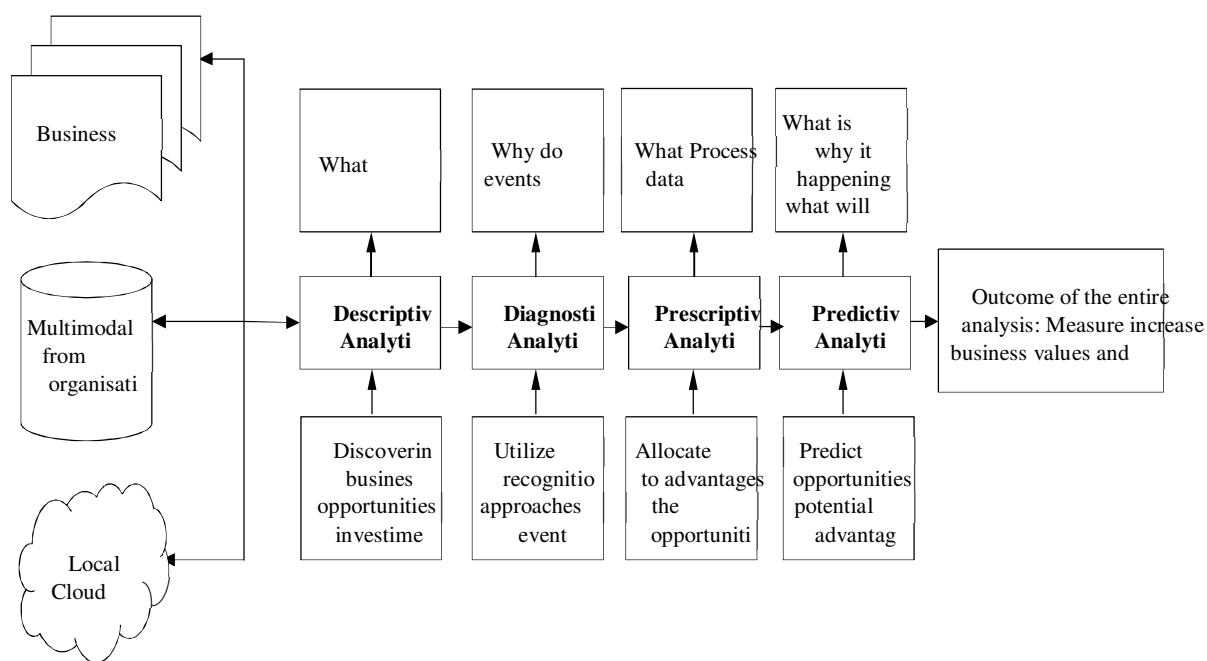 Business
Multimodal
from
organisati
Local
Cloud
What
Why do
events
What Process
data
What is
why it
happening
what will
Descriptiv
Analyti
Diagnosti
Analyti
Prescriptiv
Analyti
Predictiv
Analyti
Outcome of the entire
analysis: Measure increase
business values and
Discoverin
busines
opportunities
investime
Utilize
recognitio
approaches
event
Allocate
to advantages
the
opportuniti
Predict
opportunities
potential
advantag